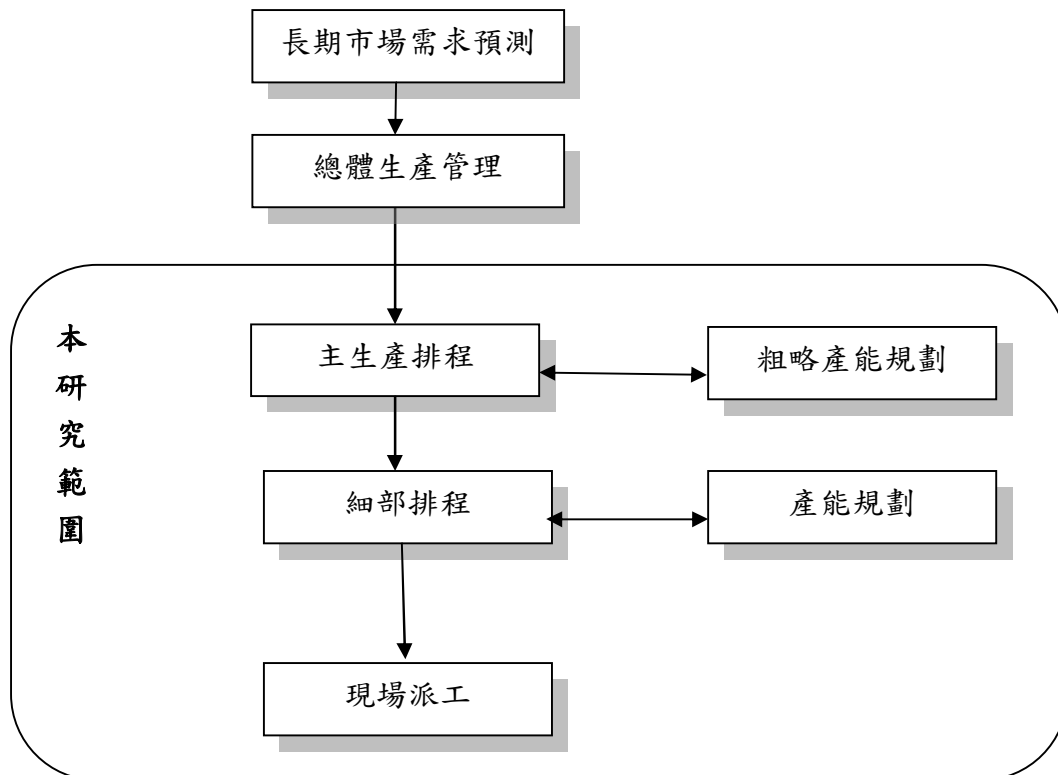 長期市場需求預測
總體生產管理
本研究範圍
主生產排程
粗略產能規劃
細部排程
產能規劃
現場派工